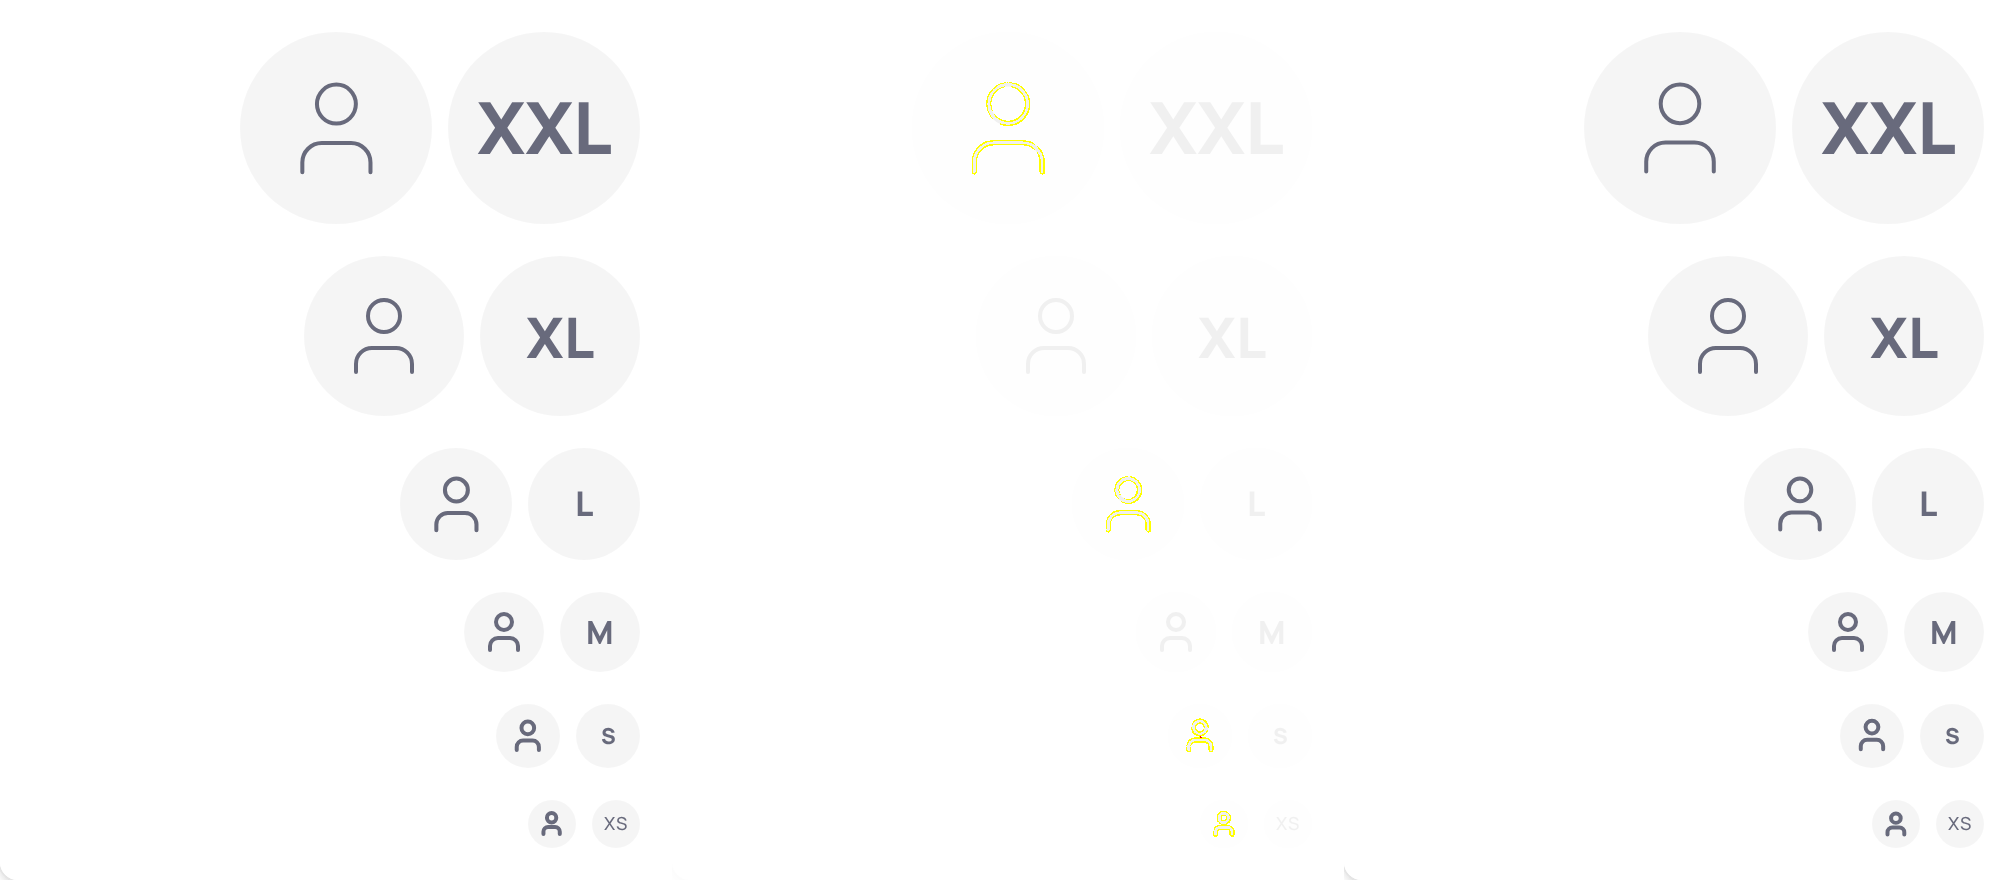 XXL XXL XXL
XL XL XL
L L L
M M M
S S S
XS XS XS